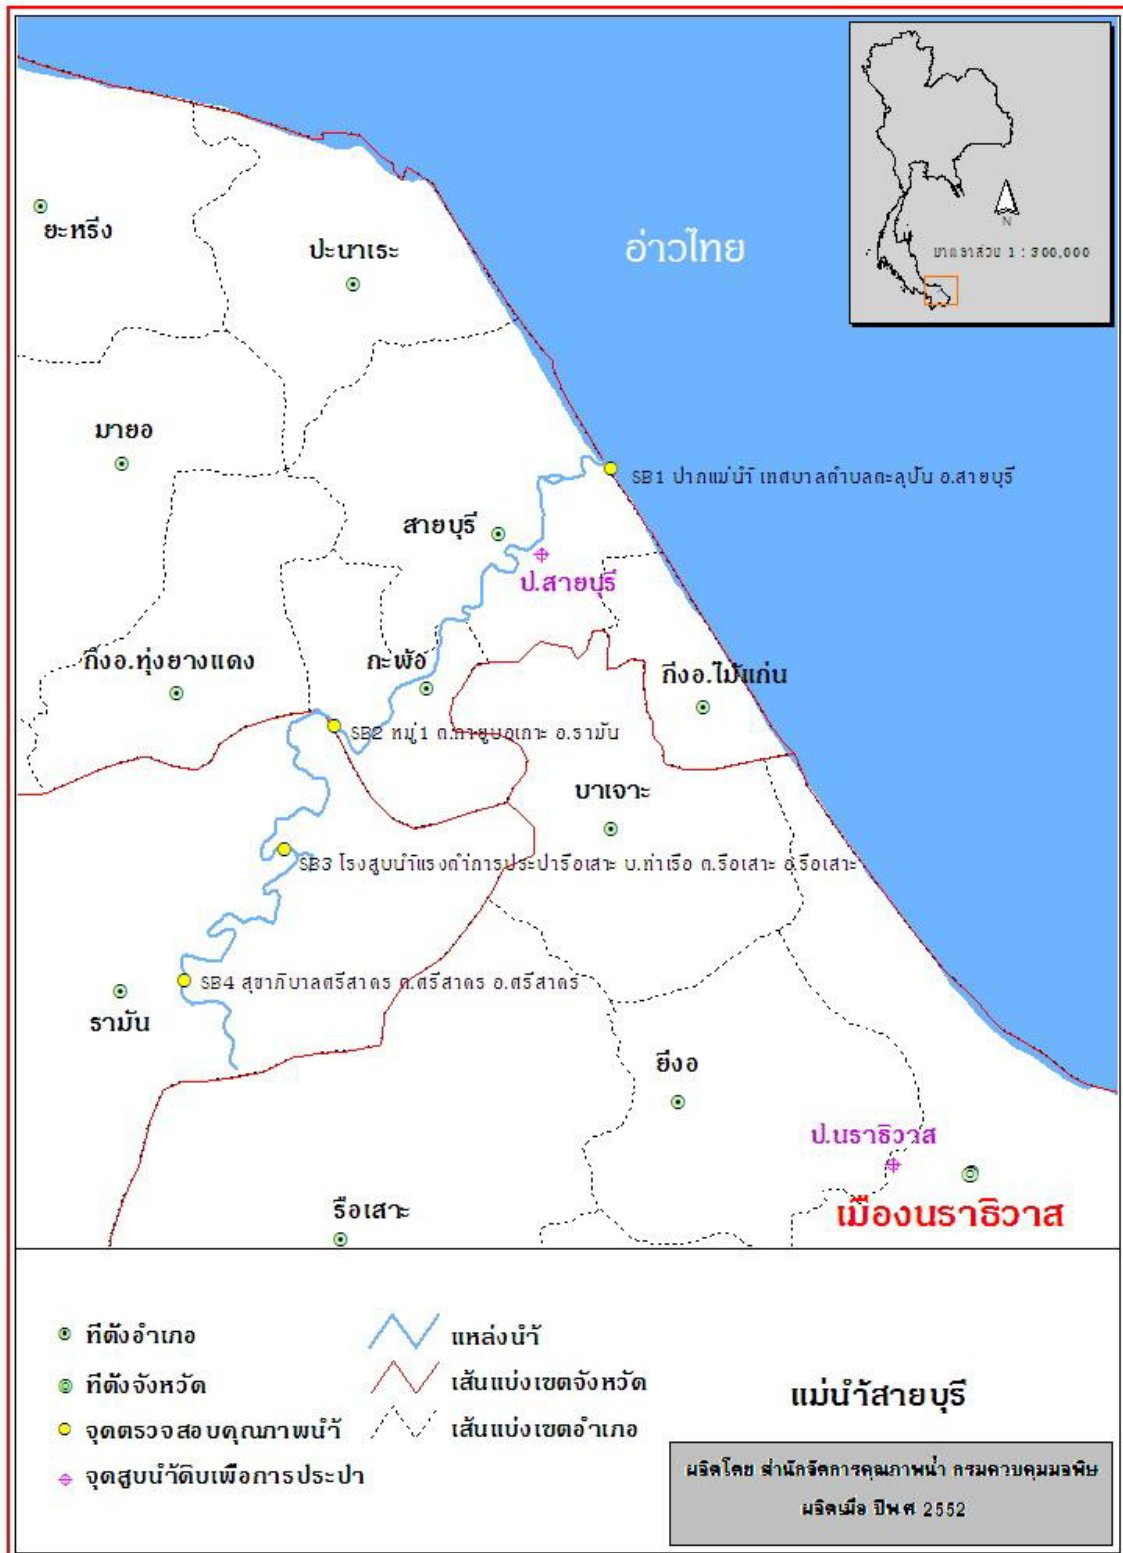 N
มาตราส่วน 1 : 300,000
อ่าวไทย
ยะหริ่ง
ปะนาเระ
มายอ
SB1 ปากแม่น้ำ เทศบาลตำบลตะลุบัน อ.สายบุรี
สายบุรี
ป.สายบุรี
กิ่งอ.ทุ่งยางแดง
กะพ้อ
กิ่งอ.ไม้แก่น
SB2 หมู่1 ต.กายูบอเกาะ อ.รามัน
บาเจาะ
SB3 โรงสูบน้ำแรงต่ำการประปารือเสาะ บ.ท่าเรือ ต.รือเสาะ อ.รือเสาะ
SB4 สุขาภิบาลศรีสาคร ต.ศรีสาคร อ.ศรีสาคร
รามัน
ยี่งอ
ป.นราธิวาส
เมืองนราธิวาส
รือเสาะ
ที่ตั้งอำเภอ
ที่ตั้งจังหวัด
จุดตรวจสอบคุณภาพน้ำ
จุดสูบน้ำดิบเพื่อการประปา
แหล่งน้ำ
เส้นแบ่งเขตจังหวัด
เส้นแบ่งเขตอำเภอ
แม่น้ำสายบุรี
ผลิตโดย สำนักจัดการคุณภาพน้ำ กรมควบคุมมลพิษ
ผลิตเมื่อ ปีพ.ศ 2552